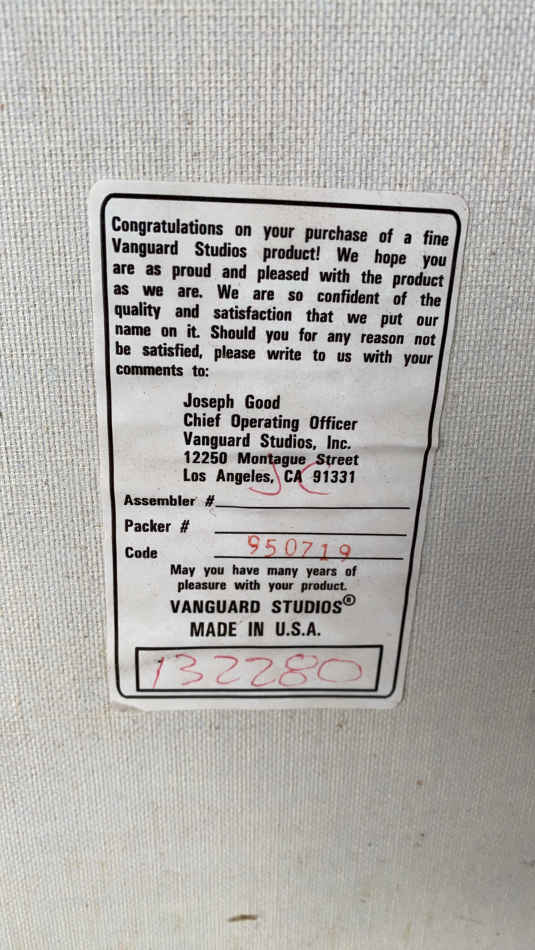 Congratulations on your purchase of a fine
Vanguard Studios product! We hope you
are as proud and pleased with the product
as we are. We are so confident of the
quality and satisfaction that we put our
name on it. Should you for any reason not
be satisfied, please write to us with your
comments to:
Joseph Good
Chief Operating Officer
Vanguard Studios, Inc.
12250 Montague Street
Los Angeles, CA 91331
JC
Assembler #
Packer #
Code 950719
May you have many years of
pleasure with your product.
VANGUARD STUDIOS®
MADE IN U.S.A.
132280